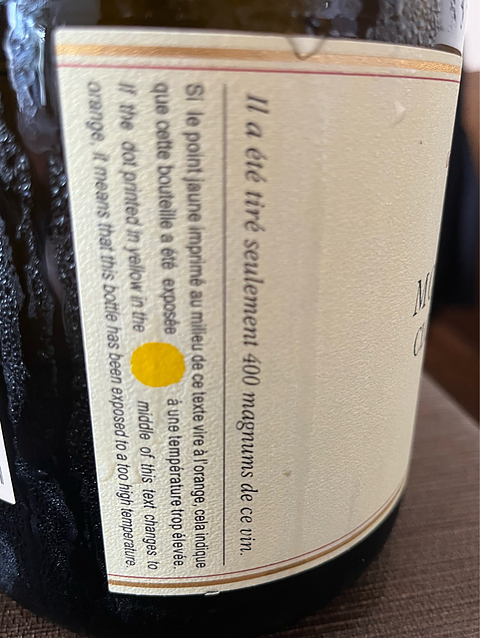 Il a été tiré seulement 400 magnums de ce vin.
Si le point jaune imprimé au milieu de ce texte vire à l'orange, cela indique
que cette bouteille a été exposée à une température trop élevée.
If the dot printed in yellow in the middle of this text changes to
orange, it means that this bottle has been exposed to a too high temperature.